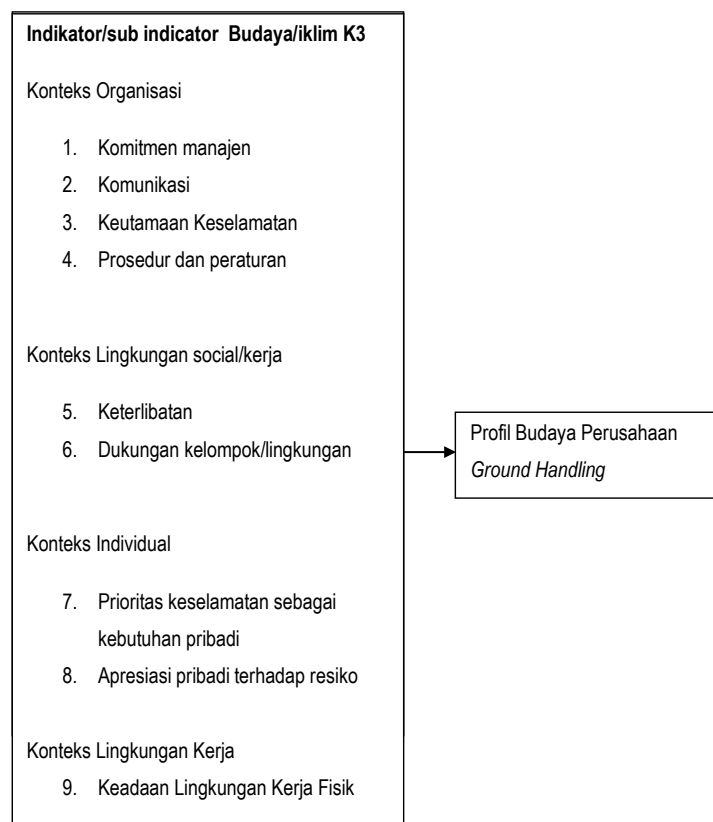 Indikator/sub indicator Budaya/iklim K3
Konteks Organisasi
1. Komitmen manajen
2. Komunikasi
3. Keutamaan Keselamatan
4. Prosedur dan peraturan
Konteks Lingkungan social/kerja
5. Keterlibatan
6. Dukungan kelompok/lingkungan
Konteks Individual
7. Prioritas keselamatan sebagai
kebutuhan pribadi
8. Apresiasi pribadi terhadap resiko
Konteks Lingkungan Kerja
9. Keadaan Lingkungan Kerja Fisik
Profil Budaya Perusahaan
Ground Handling